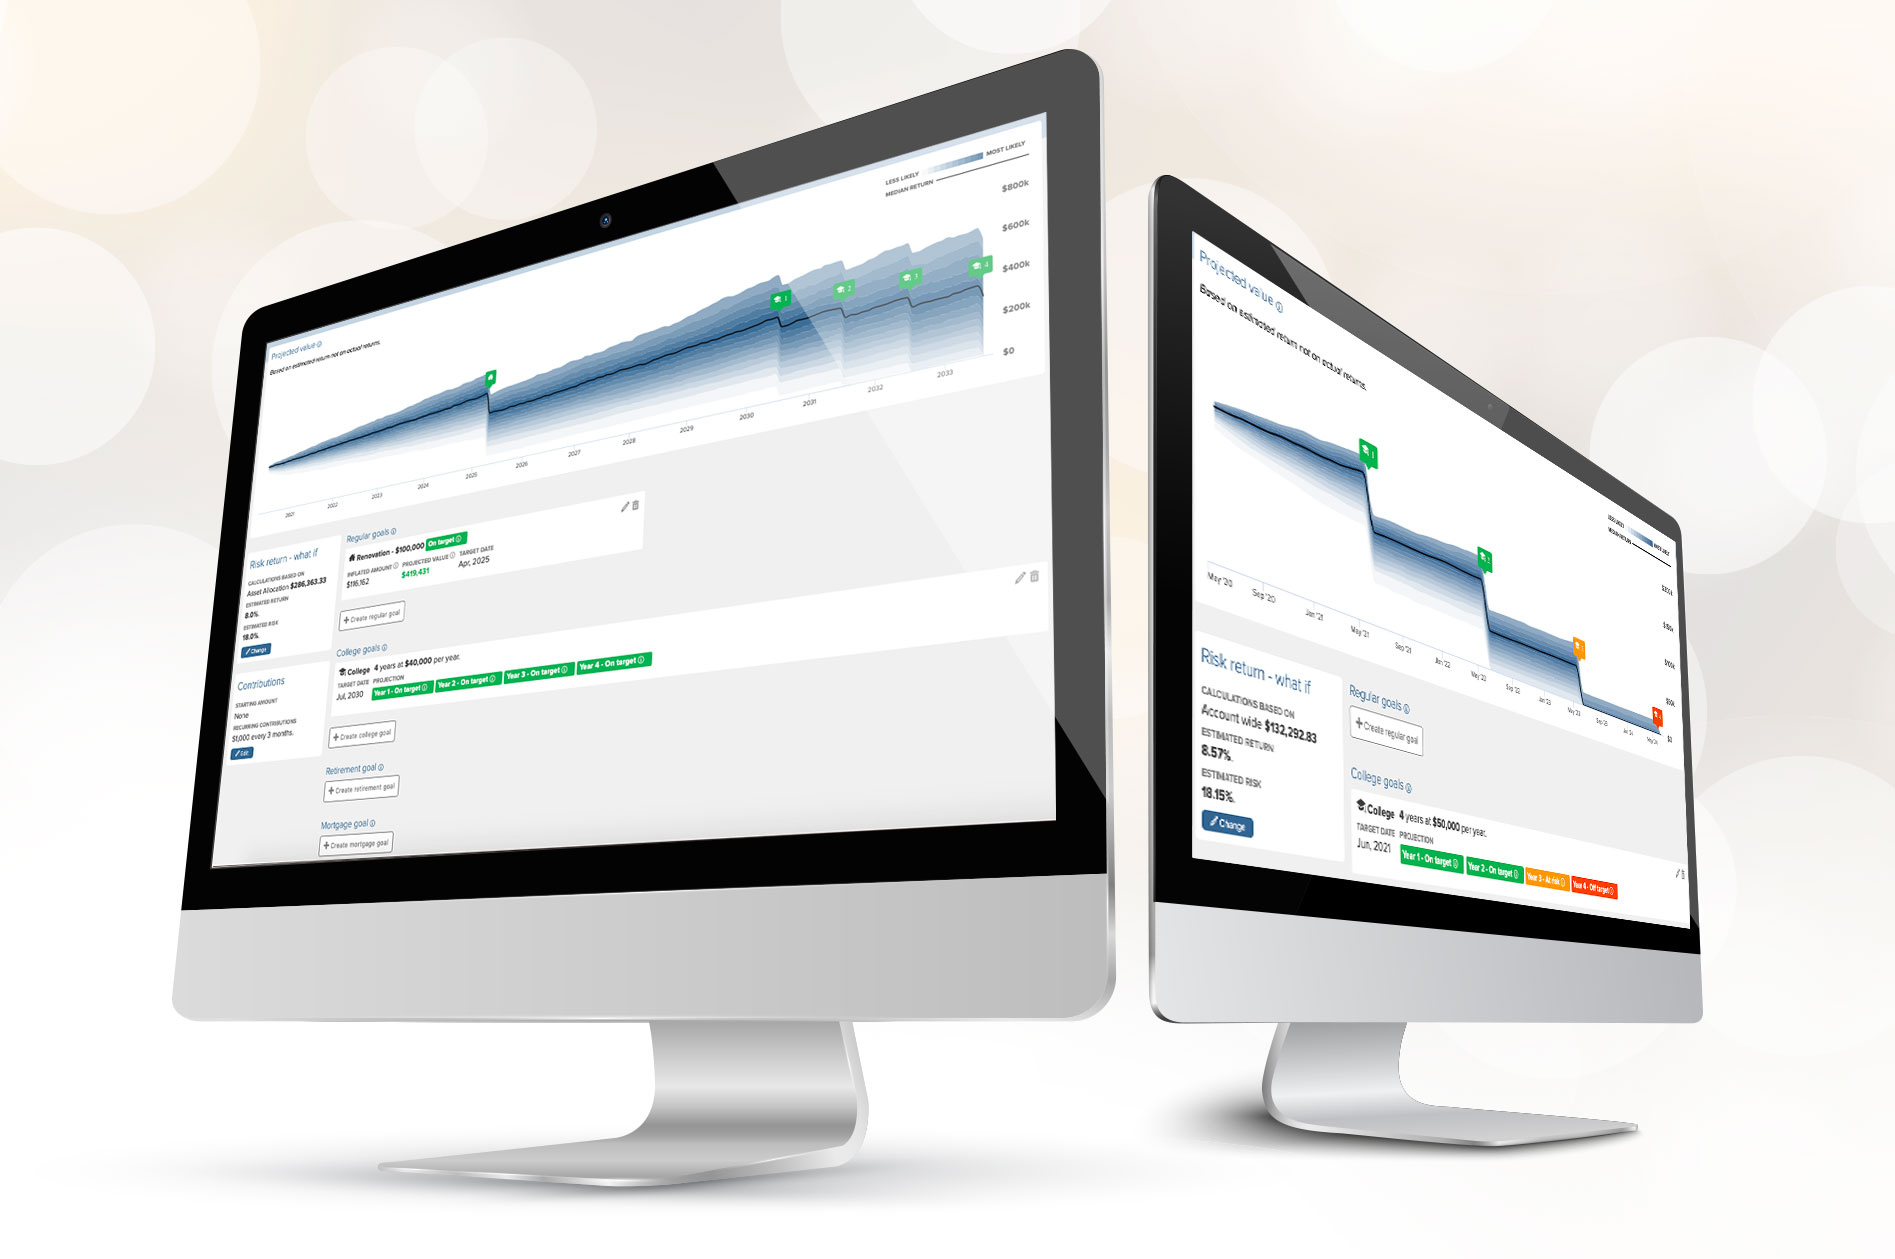 LESS LIKELY MOST LIKELY
MEDIAN RETURN
$800k
$600k
$400k
$200k
$0
Projected value
Based on estimated return not on actual returns.
1
2
3
4
2021 2022 2023 2024 2025 2026 2027 2028 2029 2030 2031 2032 2033
Risk return - what if
CALCULATIONS BASED ON
Asset Allocation $286,363.33
ESTIMATED RETURN
8.0%.
ESTIMATED RISK
18.0%.
Change
Contributions
STARTING AMOUNT
None
RECURRING CONTRIBUTIONS
$1,000 every 3 months.
Edit
Regular goals
Renovation - $100,000 On target
INFLATED AMOUNT PROJECTED VALUE TARGET DATE
$116,162 $419,431 Apr, 2025
+ Create regular goal
College goals
College 4 years at $40,000 per year.
TARGET DATE PROJECTION
Jul, 2030 Year 1 - On target Year 2 - On target Year 3 - On target Year 4 - On target
+ Create college goal
Retirement goal
+ Create retirement goal
Mortgage goal
+ Create mortgage goal
Projected value
Based on estimated return not on actual returns.
LESS LIKELY MOST LIKELY
MEDIAN RETURN
1
$0
May '20 Sep '20 Jan '21 May '21 Sep '21 Jan '22 May '22 Sep '22 Jan '23 May '23 Sep '23
Risk return - what if
CALCULATIONS BASED ON
Account wide $132,292.83
ESTIMATED RETURN
8.57%.
ESTIMATED RISK
18.15%.
Change
Regular goals
+ Create regular goal
College goals
College 4 years at $50,000 per year.
TARGET DATE PROJECTION
Jun, 2021 Year 1 - On target Year 2 - On target Year 3 - At risk Year 4 - Off target